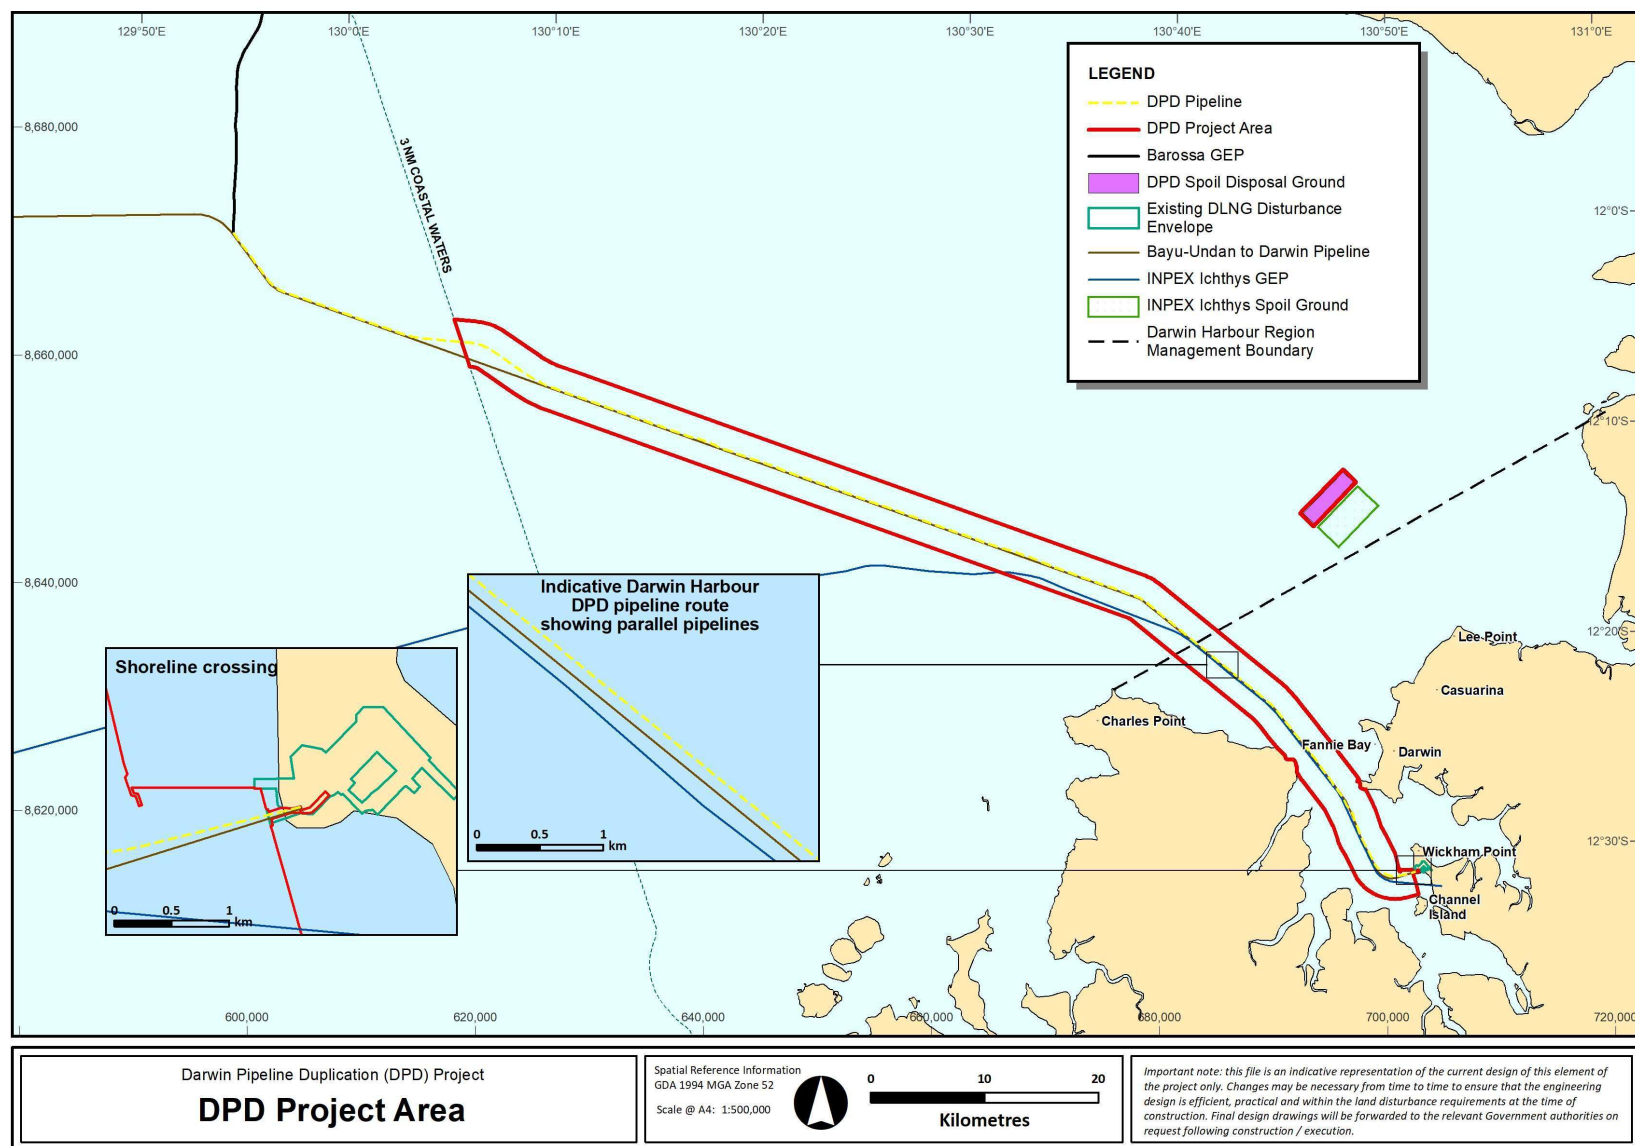 129°50'E
130°0'E
130°10'E
130°20'E
130°30'E
130°40'E
130°50'E
131°0'E
LEGEND
DPD Pipeline
DPD Project Area
Barossa GEP
DPD Spoil Disposal Ground
Existing DLNG Disturbance
Envelope
Bayu-Undan to Darwin Pipeline
INPEX Ichthys GEP
INPEX Ichthys Spoil Ground
Darwin Harbour Region
Management Boundary
8,680,000
8,660,000
8,640,000
8,620,000
3 NM COASTAL WATERS
12°0'S
12°10'S
12°20'S
12°30'S
Indicative Darwin Harbour
DPD pipeline route
showing parallel pipelines
0 0.5 1
km
Shoreline crossing
0 0.5 1
km
Lee Point
Casuarina
Charles Point
Fannie Bay
Darwin
Wickham Point
Channel
Island
600,000
620,000
640,000
660,000
680,000
700,000
720,000
Darwin Pipeline Duplication (DPD) Project
DPD Project Area
Spatial Reference Information
GDA 1994 MGA Zone 52
Scale @ A4: 1:500,000
0 10 20
Kilometres
Important note: this file is an indicative representation of the current design of this element of
the project only. Changes may be necessary from time to time to ensure that the engineering
design is efficient, practical and within the land disturbance requirements at the time of
construction. Final design drawings will be forwarded to the relevant Government authorities on
request following construction / execution.